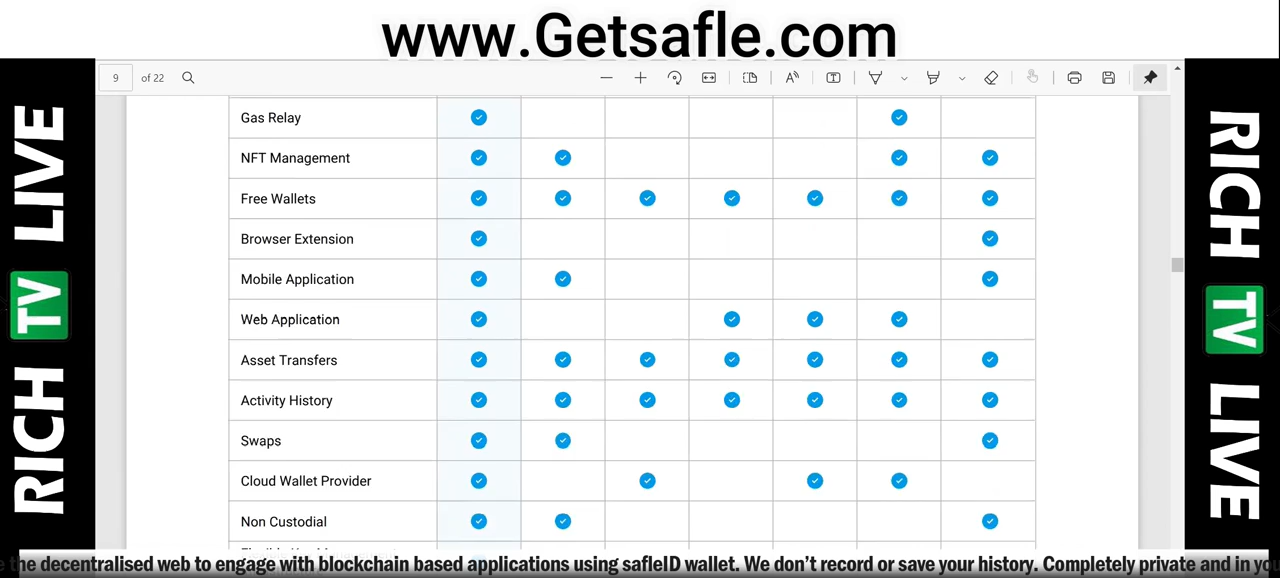 www.Getsafle.com
9 of 22
Gas Relay
NFT Management
Free Wallets
Browser Extension
Mobile Application
Web Application
Asset Transfers
Activity History
Swaps
Cloud Wallet Provider
Non Custodial
the decentralised web to engage with blockchain based applications using safleID wallet. We don't record or save your history. Completely private and in
RICH TV LIVE
RICH TV LIVE